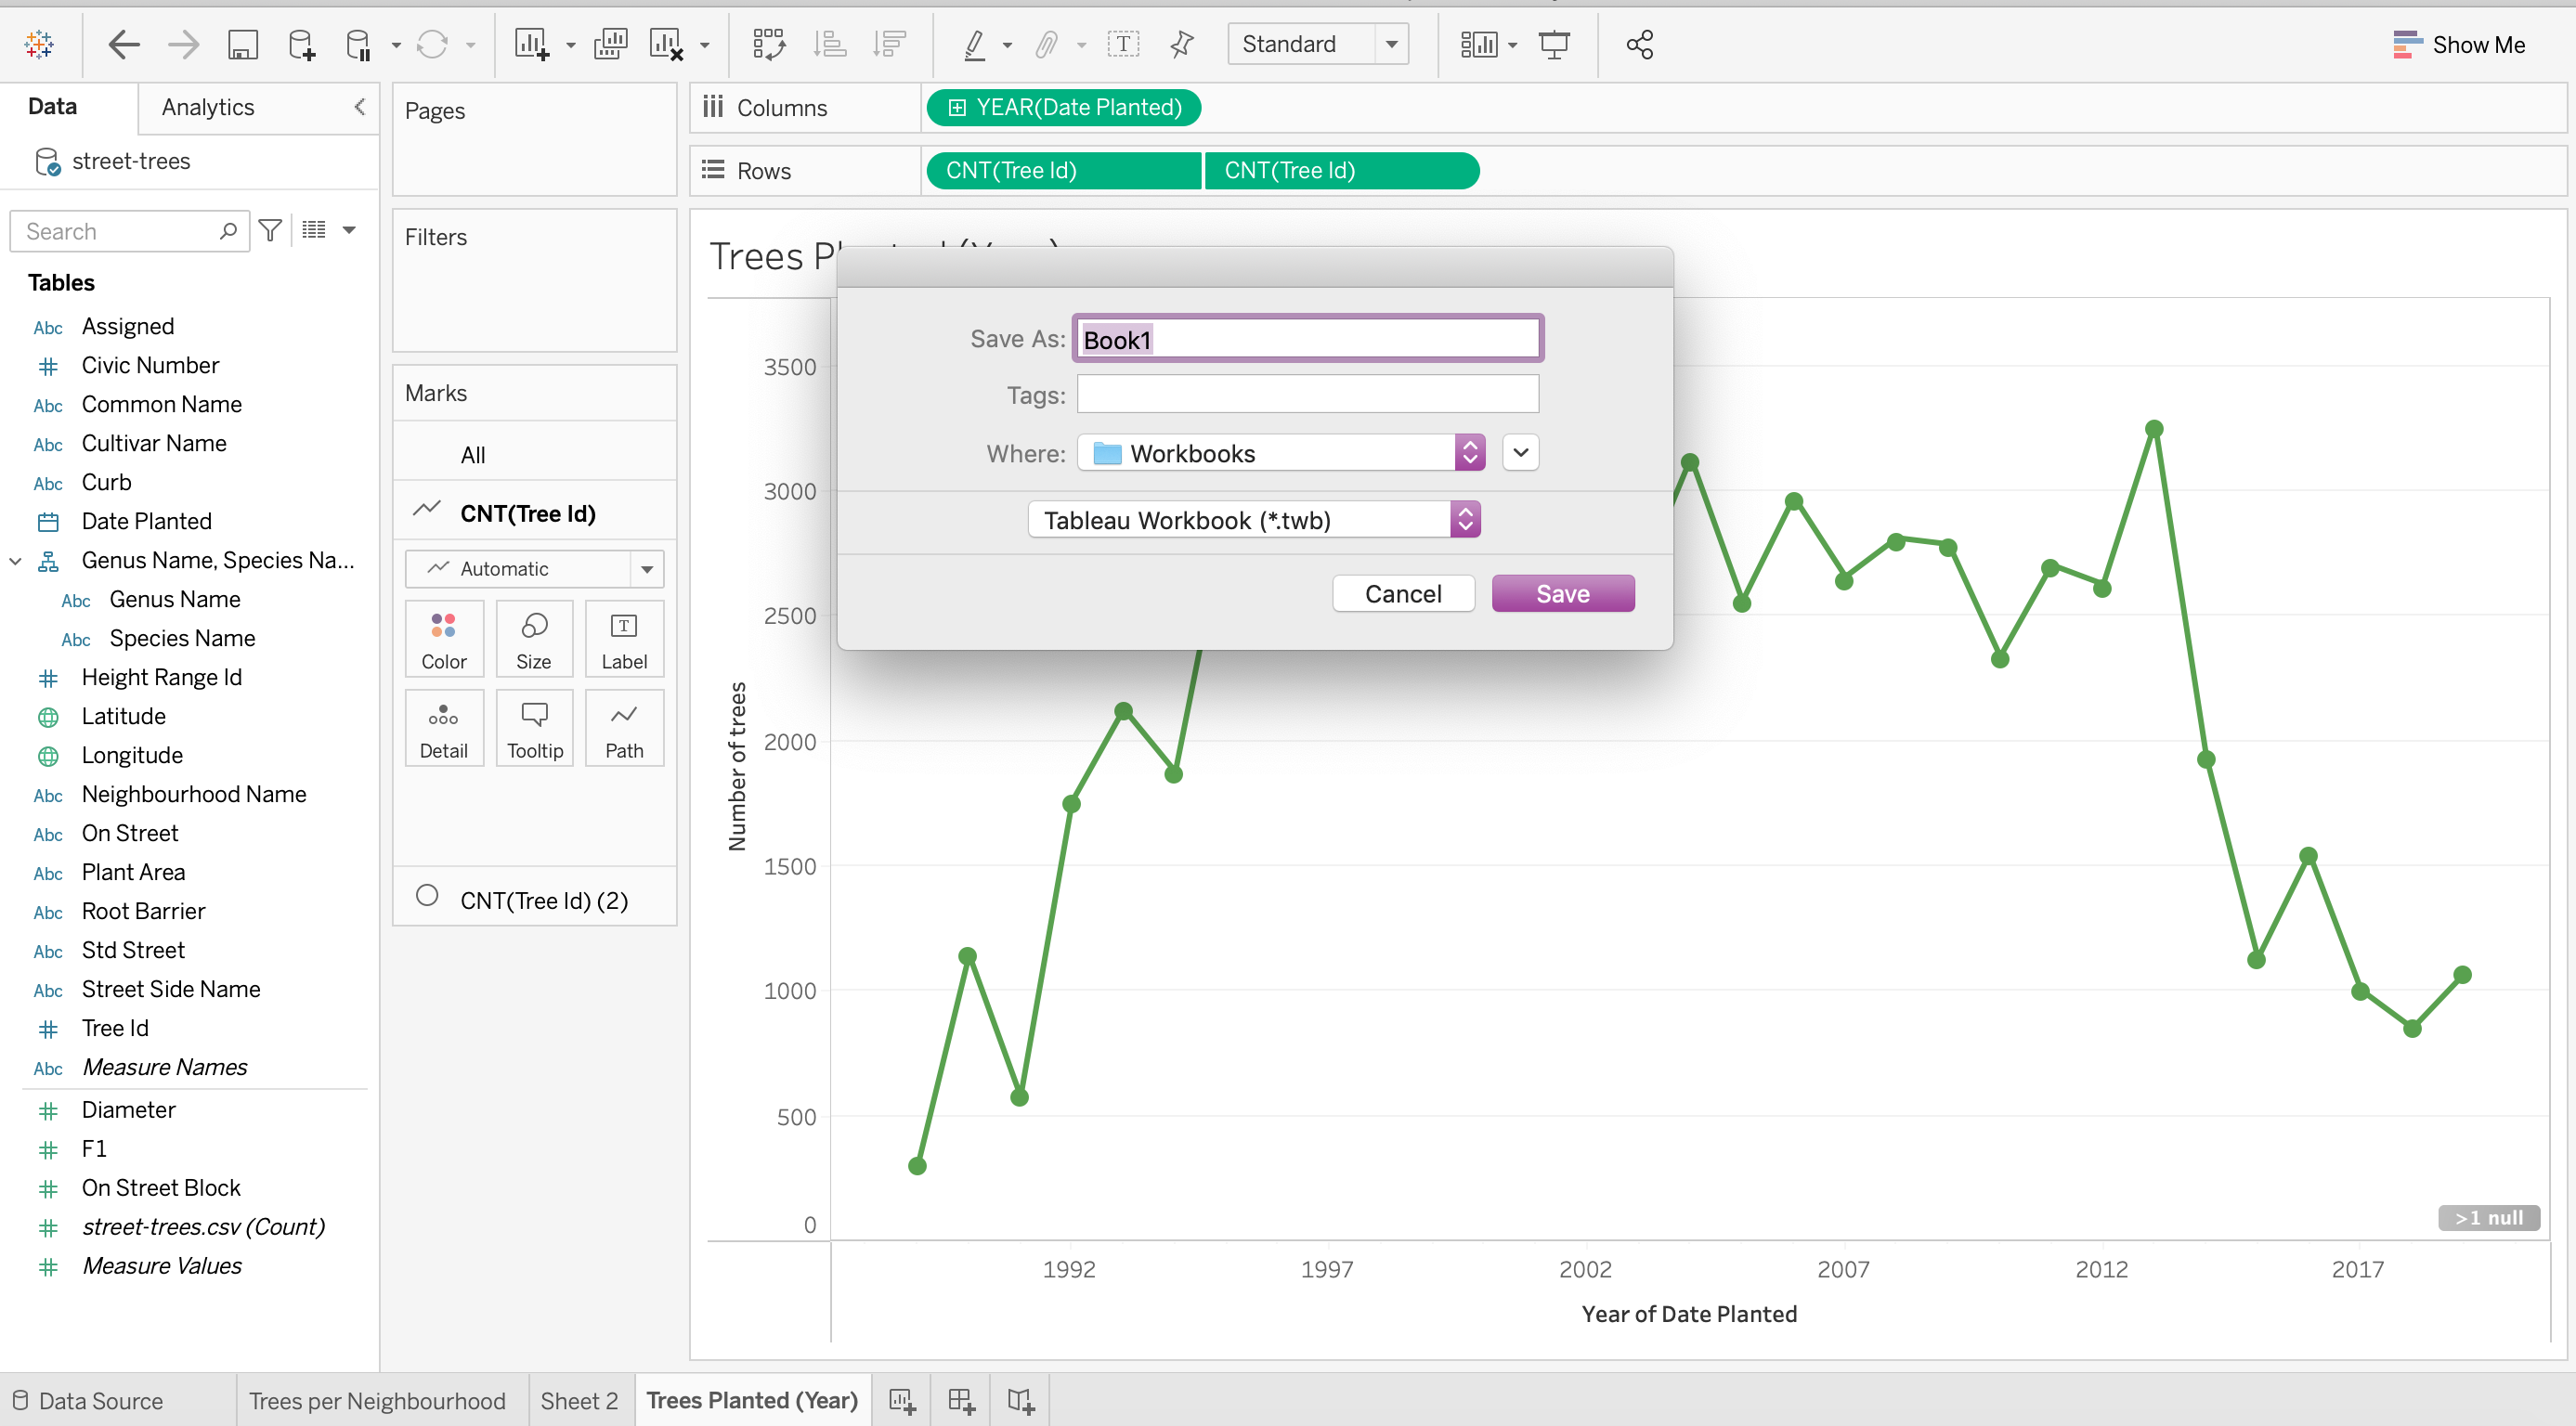 Standard
Show Me
Data
Analytics
street-trees
Search
Tables
Abc Assigned
Civic Number
Abc Common Name
Abc Cultivar Name
Abc Curb
Date Planted
Genus Name, Species Na...
Abc Genus Name
Abc Species Name
Height Range Id
Latitude
Longitude
Abc Neighbourhood Name
Abc On Street
Abc Plant Area
Abc Root Barrier
Abc Std Street
Abc Street Side Name
Tree Id
Abc Measure Names
Diameter
F1
On Street Block
street-trees.csv (Count)
Measure Values
Pages
Filters
Marks
All
CNT(Tree Id)
Automatic
Color
Size
T
Label
Detail
Tooltip
Path
CNT(Tree Id) (2)
Columns
YEAR(Date Planted)
Rows
CNT(Tree Id)
CNT(Tree Id)
Trees
Save As: Book1
Tags:
Where: Workbooks
Tableau Workbook (*.twb)
Cancel
Save
Number of trees
3500
3000
2500
2000
1500
1000
500
0
>1 null
1992
1997
2002
2007
2012
2017
Year of Date Planted
Data Source
Trees per Neighbourhood
Sheet 2
Trees Planted (Year)